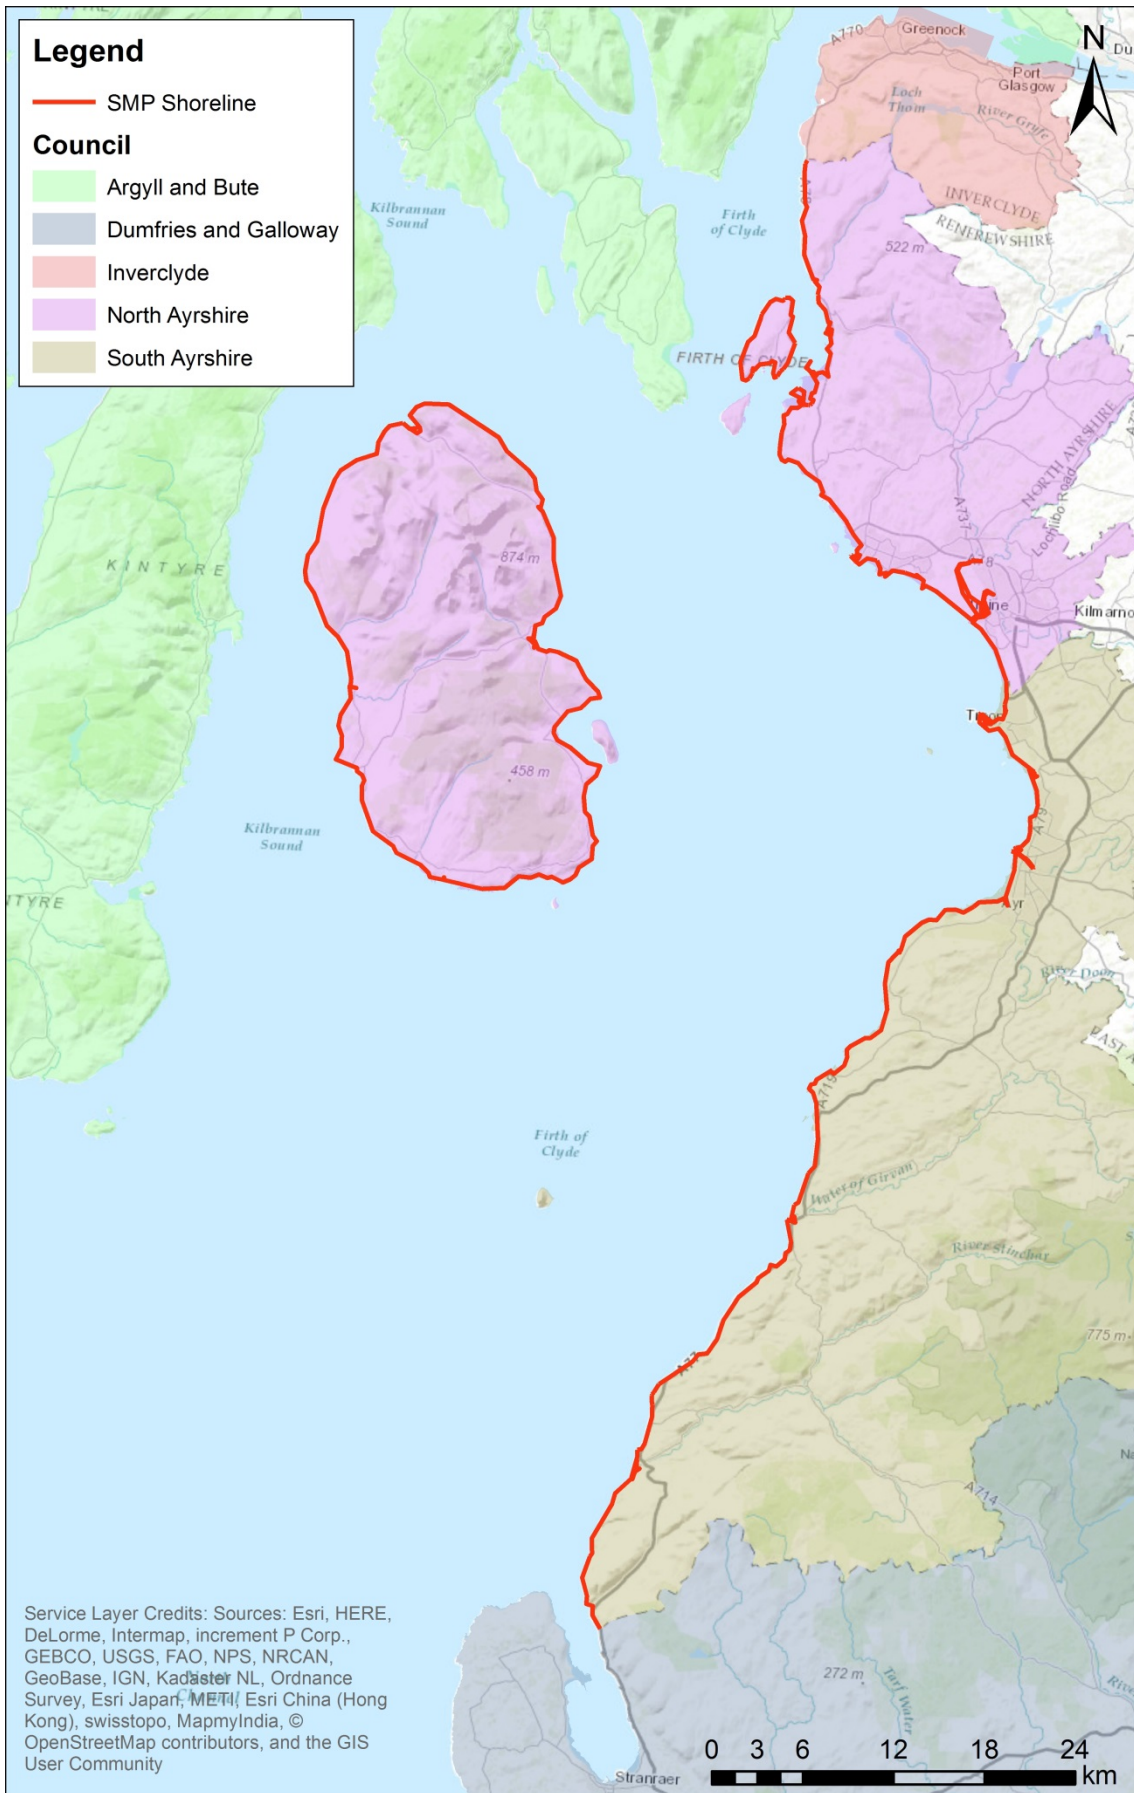 Legend
SMP Shoreline
Council
Argyll and Bute
Dumfries and Galloway
Inverclyde
North Ayrshire
South Ayrshire
N
A770
Greenock
Du
Port
Glasgow
Loch
Thom
River Gryfe
INVERCLYDE
RENFREWSHIRE
Kilbrannan
Sound
Firth
of Clyde
522 m
FIRTH OF CLYDE
NORTH AYRSHIRE
Lochlibo Road
A737
A78
KINTYRE
874 m
Kilmarno
458 m
Kilbrannan
Sound
A79
NTYRE
Ayr
River Doon
EAST A
A719
Firth of
Clyde
Water of Girvan
River Stinchar
775 m
A77
A714
Na
272 m
Tarf Water
Stranraer
Service Layer Credits: Sources: Esri, HERE,
DeLorme, Intermap, increment P Corp.,
GEBCO, USGS, FAO, NPS, NRCAN,
GeoBase, IGN, Kadaster NL, Ordnance
Survey, Esri Japan, METI, Esri China (Hong
Kong), swisstopo, MapmyIndia, ©
OpenStreetMap contributors, and the GIS
User Community
0 3 6 12 18 24
km